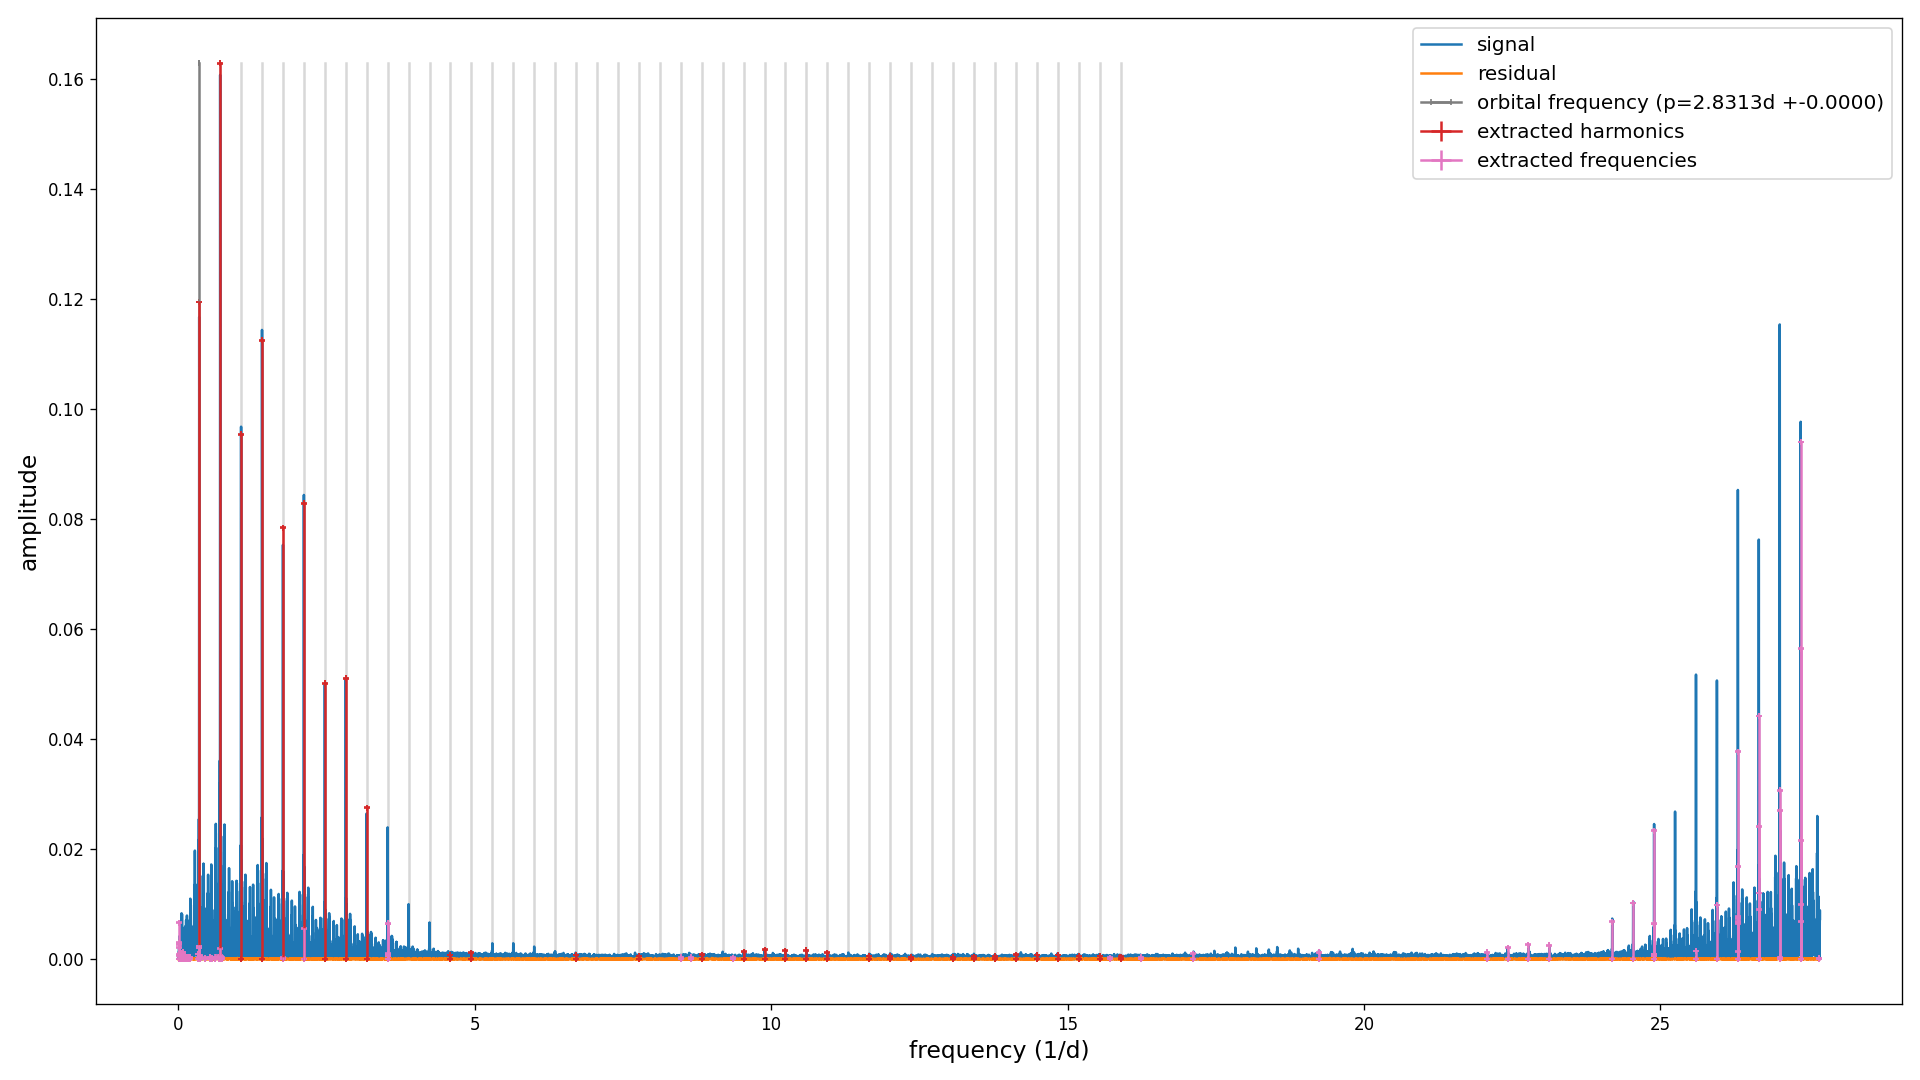 signal
residual
orbital frequency (p=2.8313d +-0.0000)
extracted harmonics
extracted frequencies
0.16
0.14
0.12
0.10
0.08
0.06
0.04
0.02
0.00
amplitude
0 5 10 15 20 25
frequency (1/d)